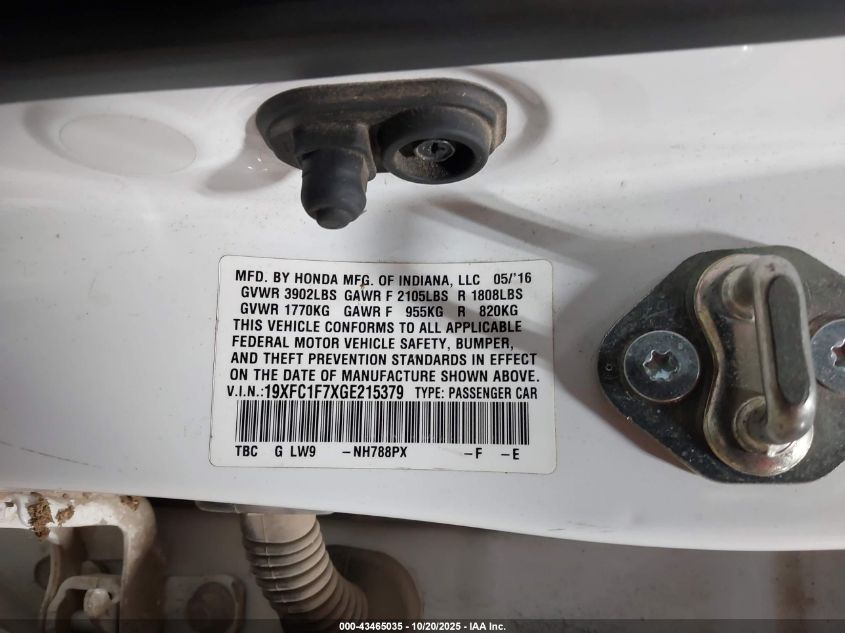 MFD. BY HONDA MFG. OF INDIANA, LLC 05/'16
GVWR 3902LBS GAWR F 2105LBS R 1808LBS
GVWR 1770KG GAWR F 955KG R 820KG
THIS VEHICLE CONFORMS TO ALL APPLICABLE
FEDERAL MOTOR VEHICLE SAFETY, BUMPER,
AND THEFT PREVENTION STANDARDS IN EFFECT
ON THE DATE OF MANUFACTURE SHOWN ABOVE.
V.I.N.:19XFC1F7XGE215379 TYPE: PASSENGER CAR
TBC G LW9 -NH788PX -F -E
000-43465035 - 10/20/2025 - IAA Inc.